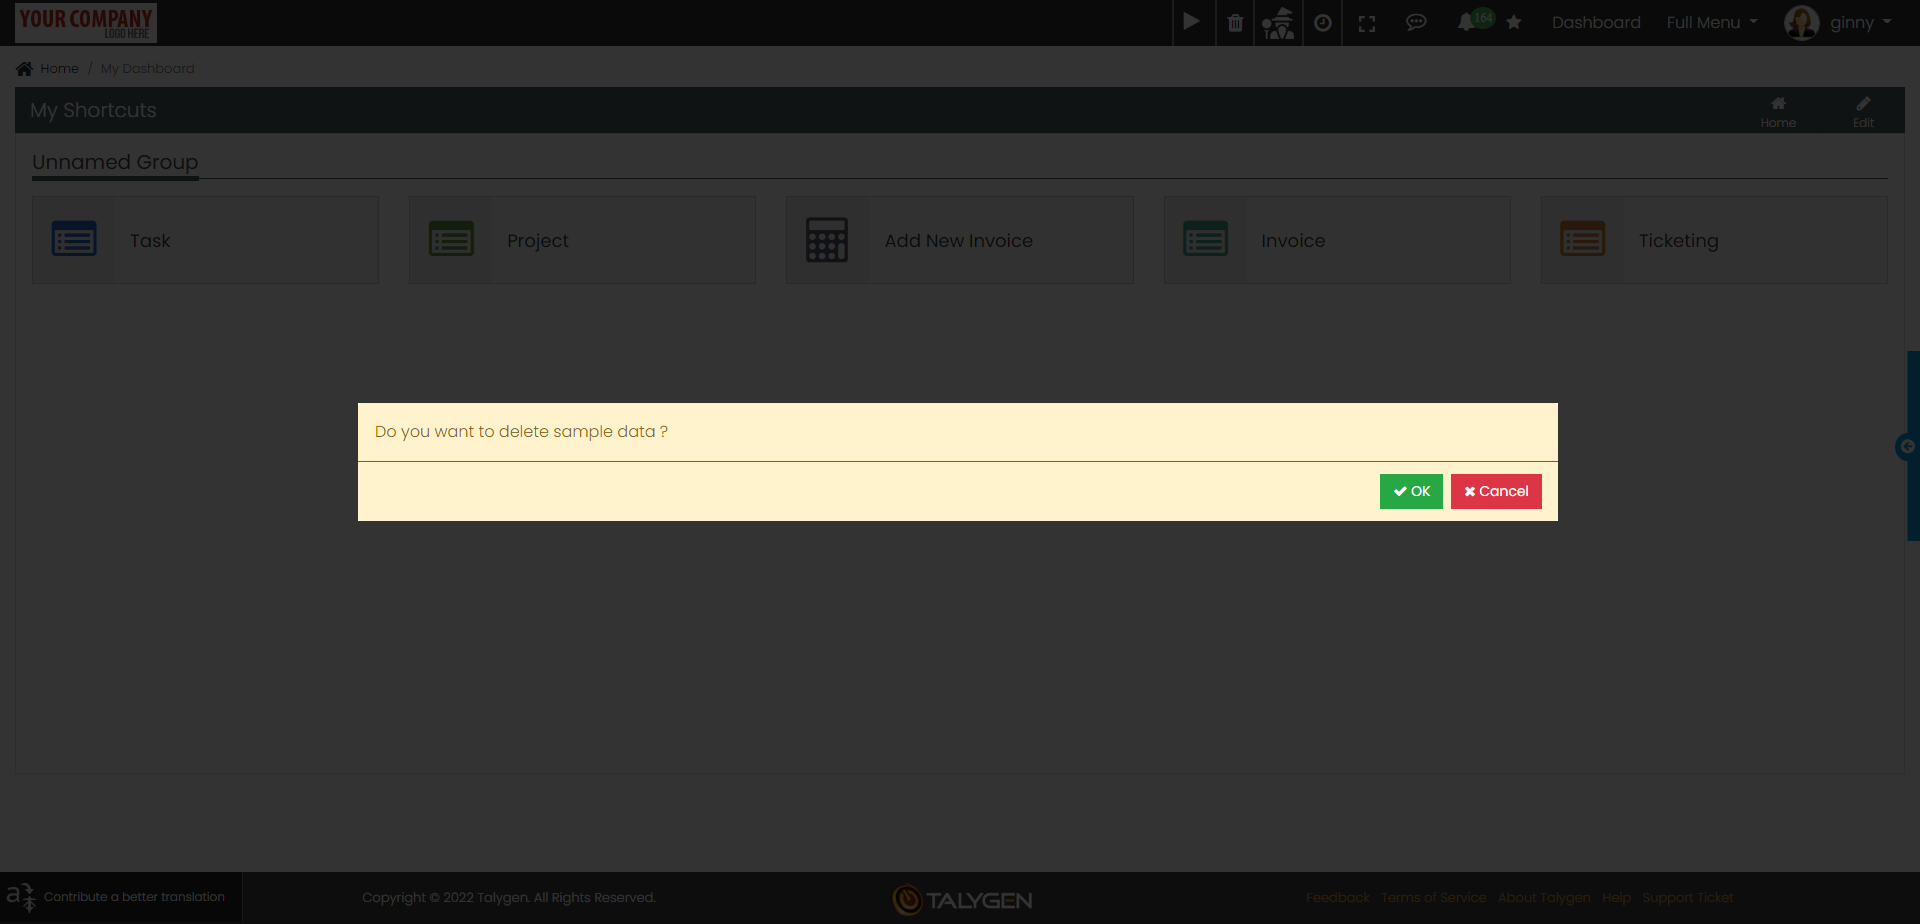 YOUR COMPANY
LOGO HERE
164
Dashboard
Full Menu
ginny
Home / My Dashboard
My Shortcuts
Home
Edit
Unnamed Group
Task
Project
Add New Invoice
Invoice
Ticketing
Do you want to delete sample data ?
OK
Cancel
a
Contribute a better translation
Copyright © 2022 Talygen. All Rights Reserved.
TALYGEN
Feedback Terms of Service About Talygen Help Support Ticket